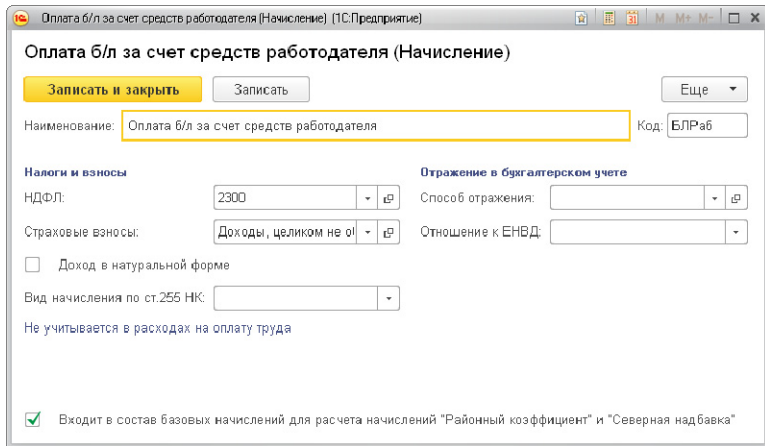 Оплата б/л за счет средств работодателя (Начисление) (1С:Предприятие) M M+ M-
Оплата б/л за счет средств работодателя (Начисление)
Записать и закрыть Записать Еще
Наименование: Оплата б/л за счет средств работодателя Код: БЛРаб
Налоги и взносы Отражение в бухгалтерском учете
НДФЛ: 2300 Способ отражения:
Страховые взносы: Доходы, целиком не о Отношение к ЕНВД:
Доход в натуральной форме
Вид начисления по ст.255 НК:
Не учитывается в расходах на оплату труда
Входит в состав базовых начислений для расчета начислений "Районный коэффициент" и "Северная надбавка"